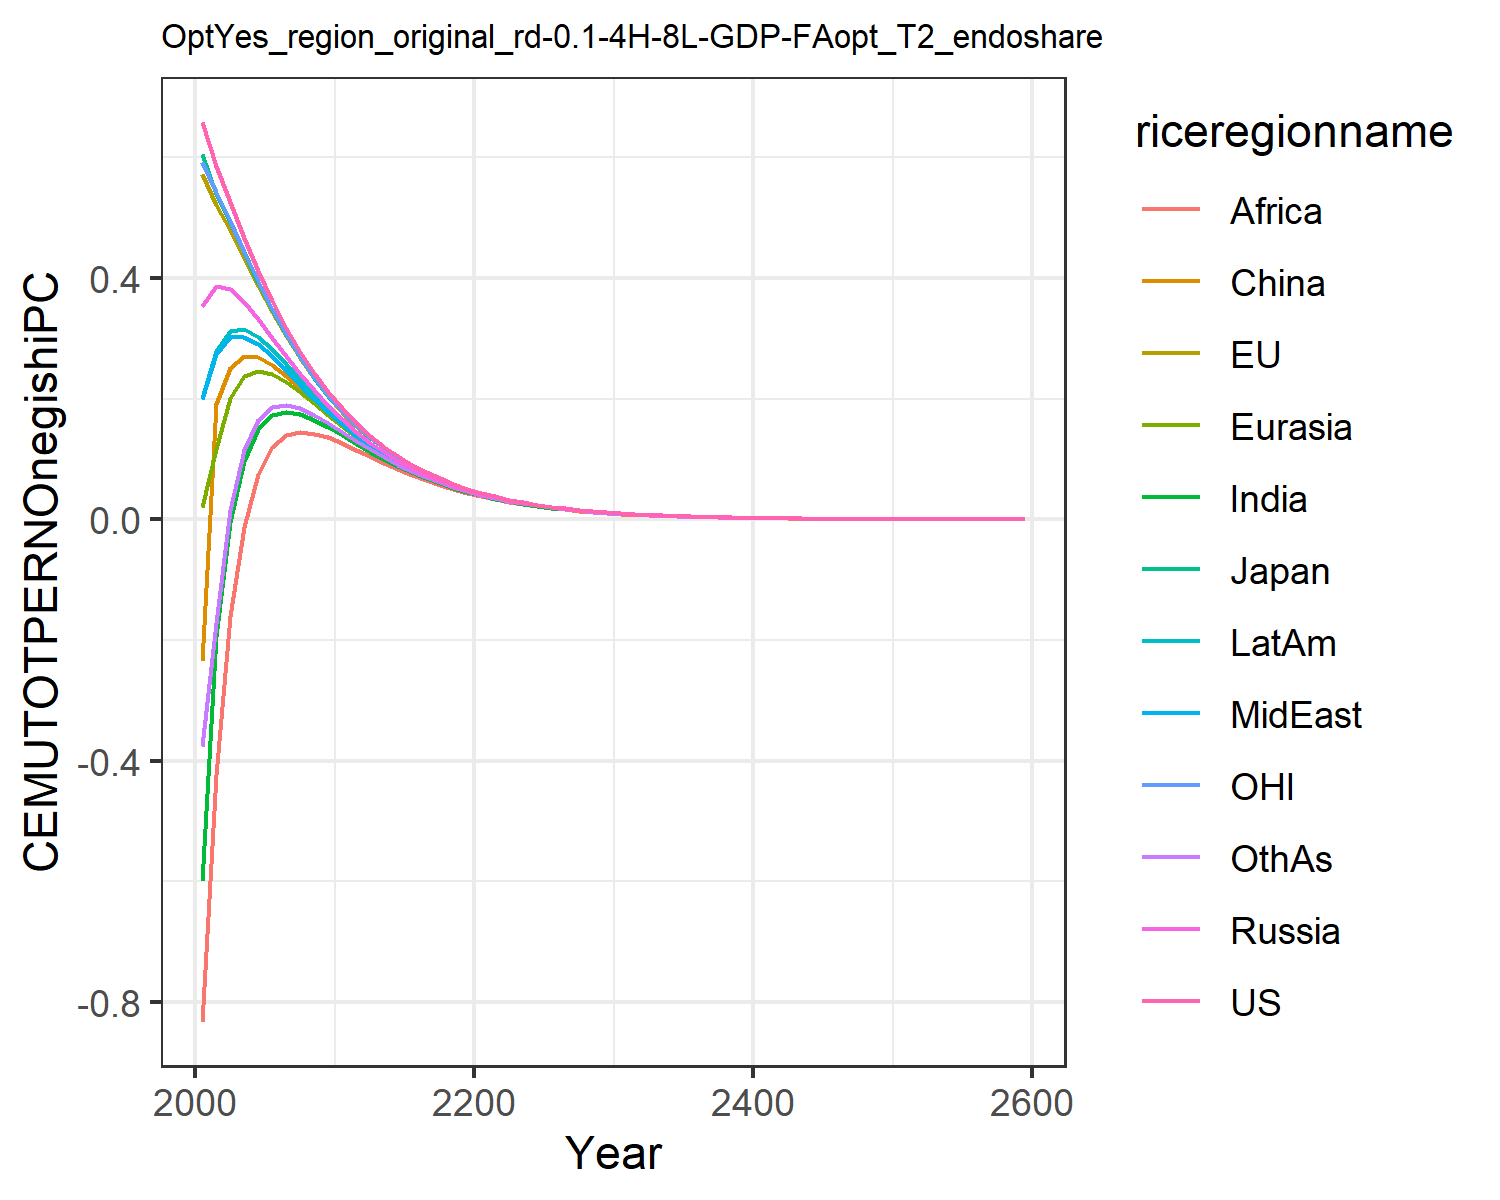 OptYes_region_original_rd-0.1-4H-8L-GDP-FAopt_T2_endoshare
CEMUTOTPERNOnegishiPC
0.4
0.0
-0.4
-0.8
2000
2200
2400
2600
Year
riceregionname
Africa
China
EU
Eurasia
India
Japan
LatAm
MidEast
OHI
OthAs
Russia
US